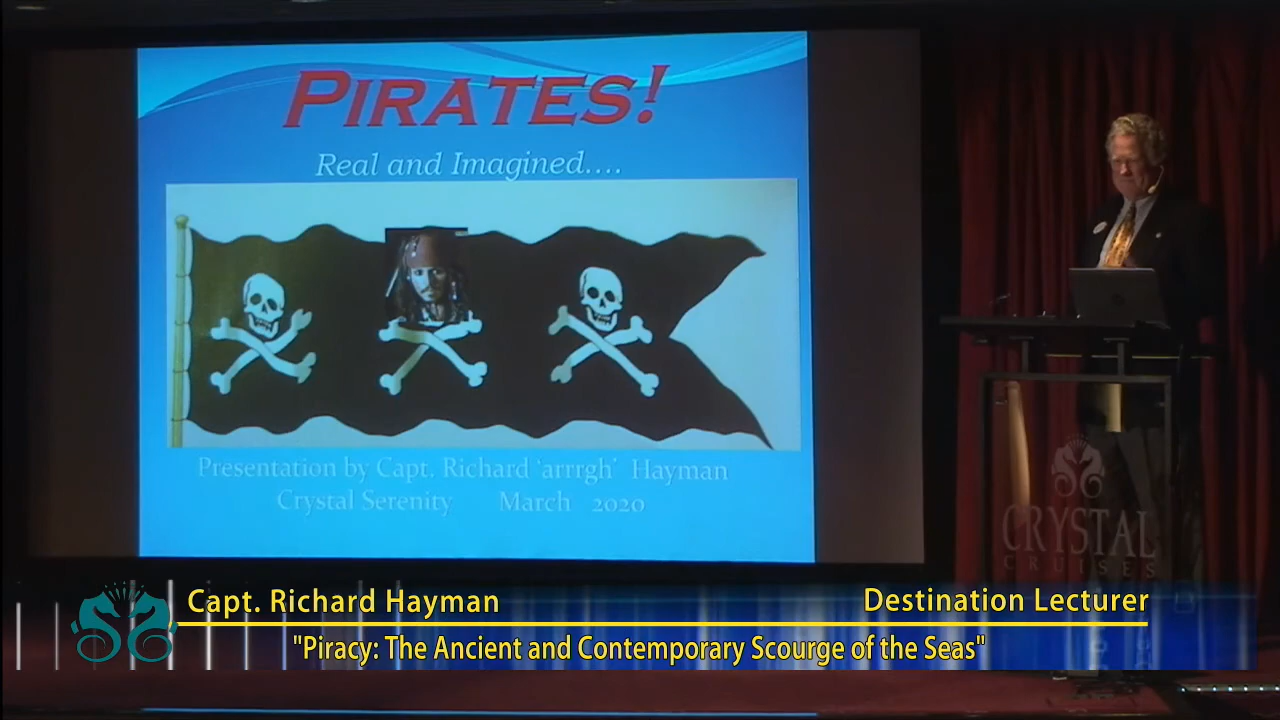 PIRATES!
Real and Imagined....
Presentation by Capt. Richard 'arrrgh' Hayman
Crystal Serenity March 2020
CRYSTAL
CRUISES
Capt. Richard Hayman
Destination Lecturer
"Piracy: The Ancient and Contemporary Scourge of the Seas"